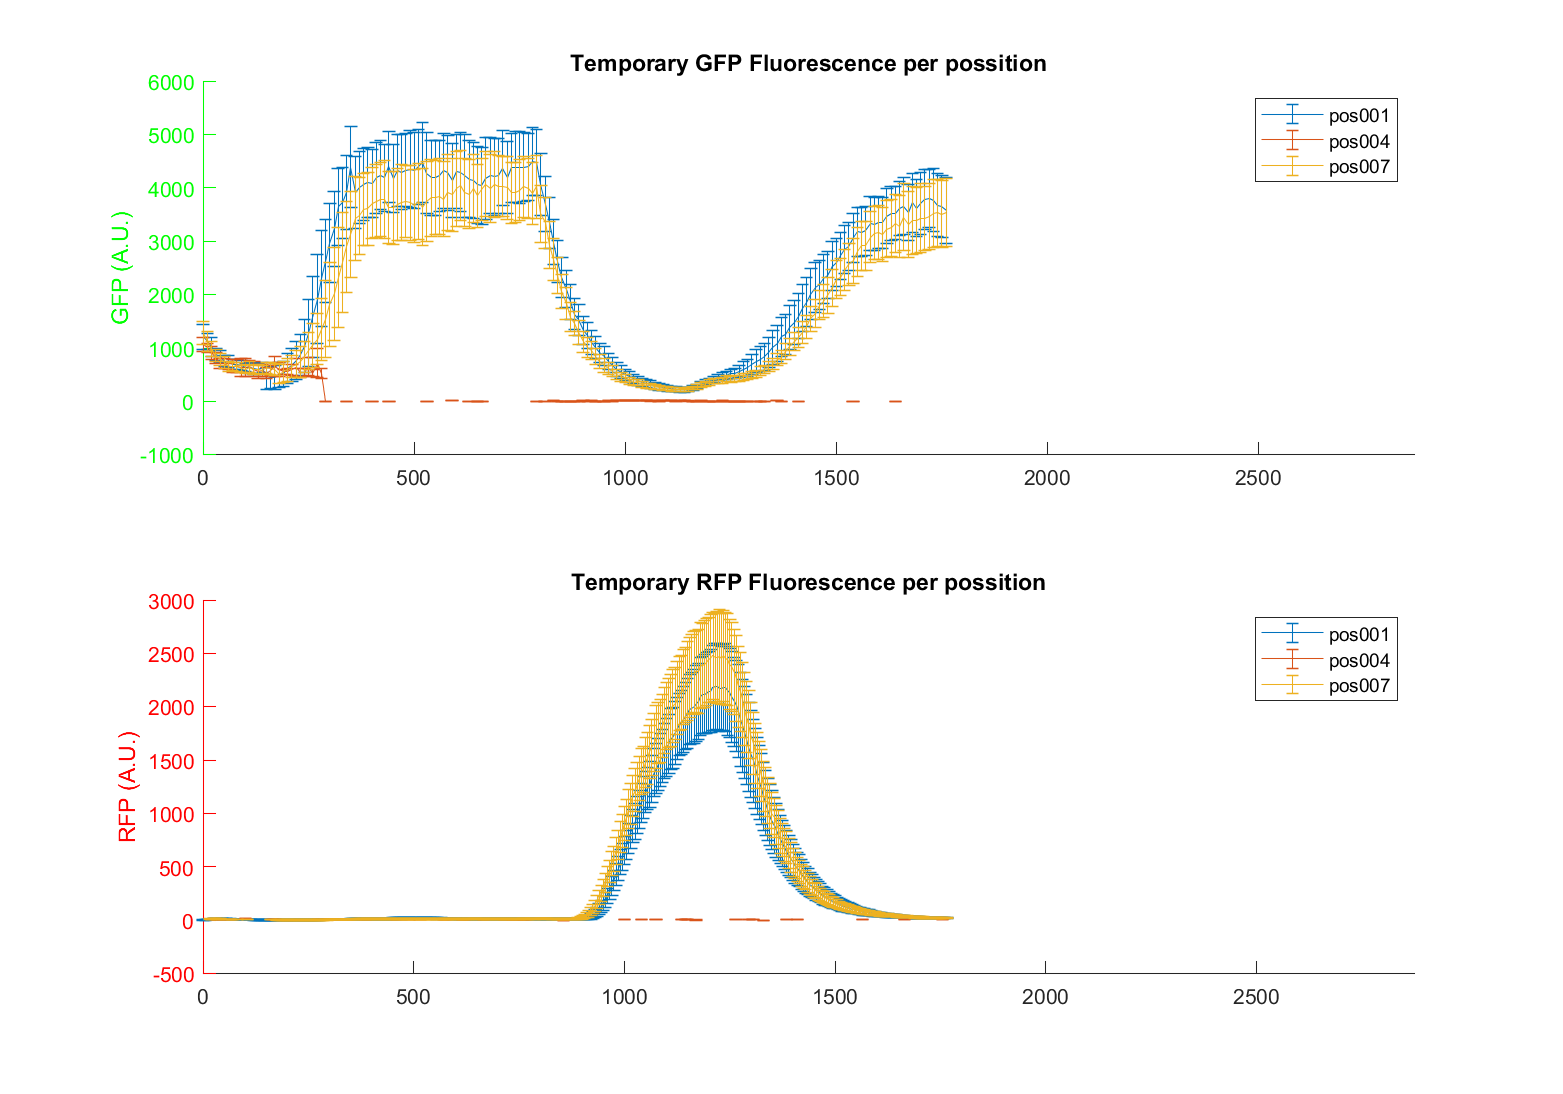 Temporary GFP Fluorescence per possition
6000
5000
4000
3000
2000
1000
0
-1000
GFP (A.U.)
0 500 1000 1500 2000 2500
pos001
pos004
pos007
Temporary RFP Fluorescence per possition
3000
2500
2000
1500
1000
500
0
-500
RFP (A.U.)
0 500 1000 1500 2000 2500
pos001
pos004
pos007